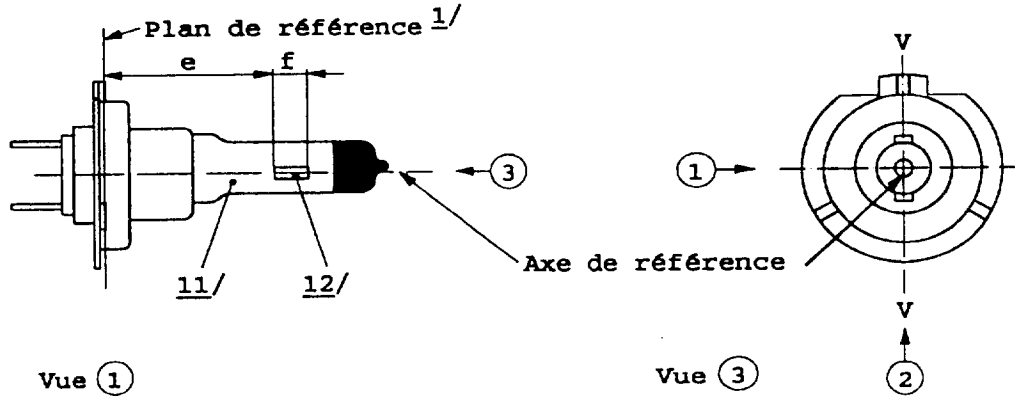 Plan de référence 1/
e f
V
3
1
Axe de référence
11/ 12/
V
Vue 1
Vue 3
2